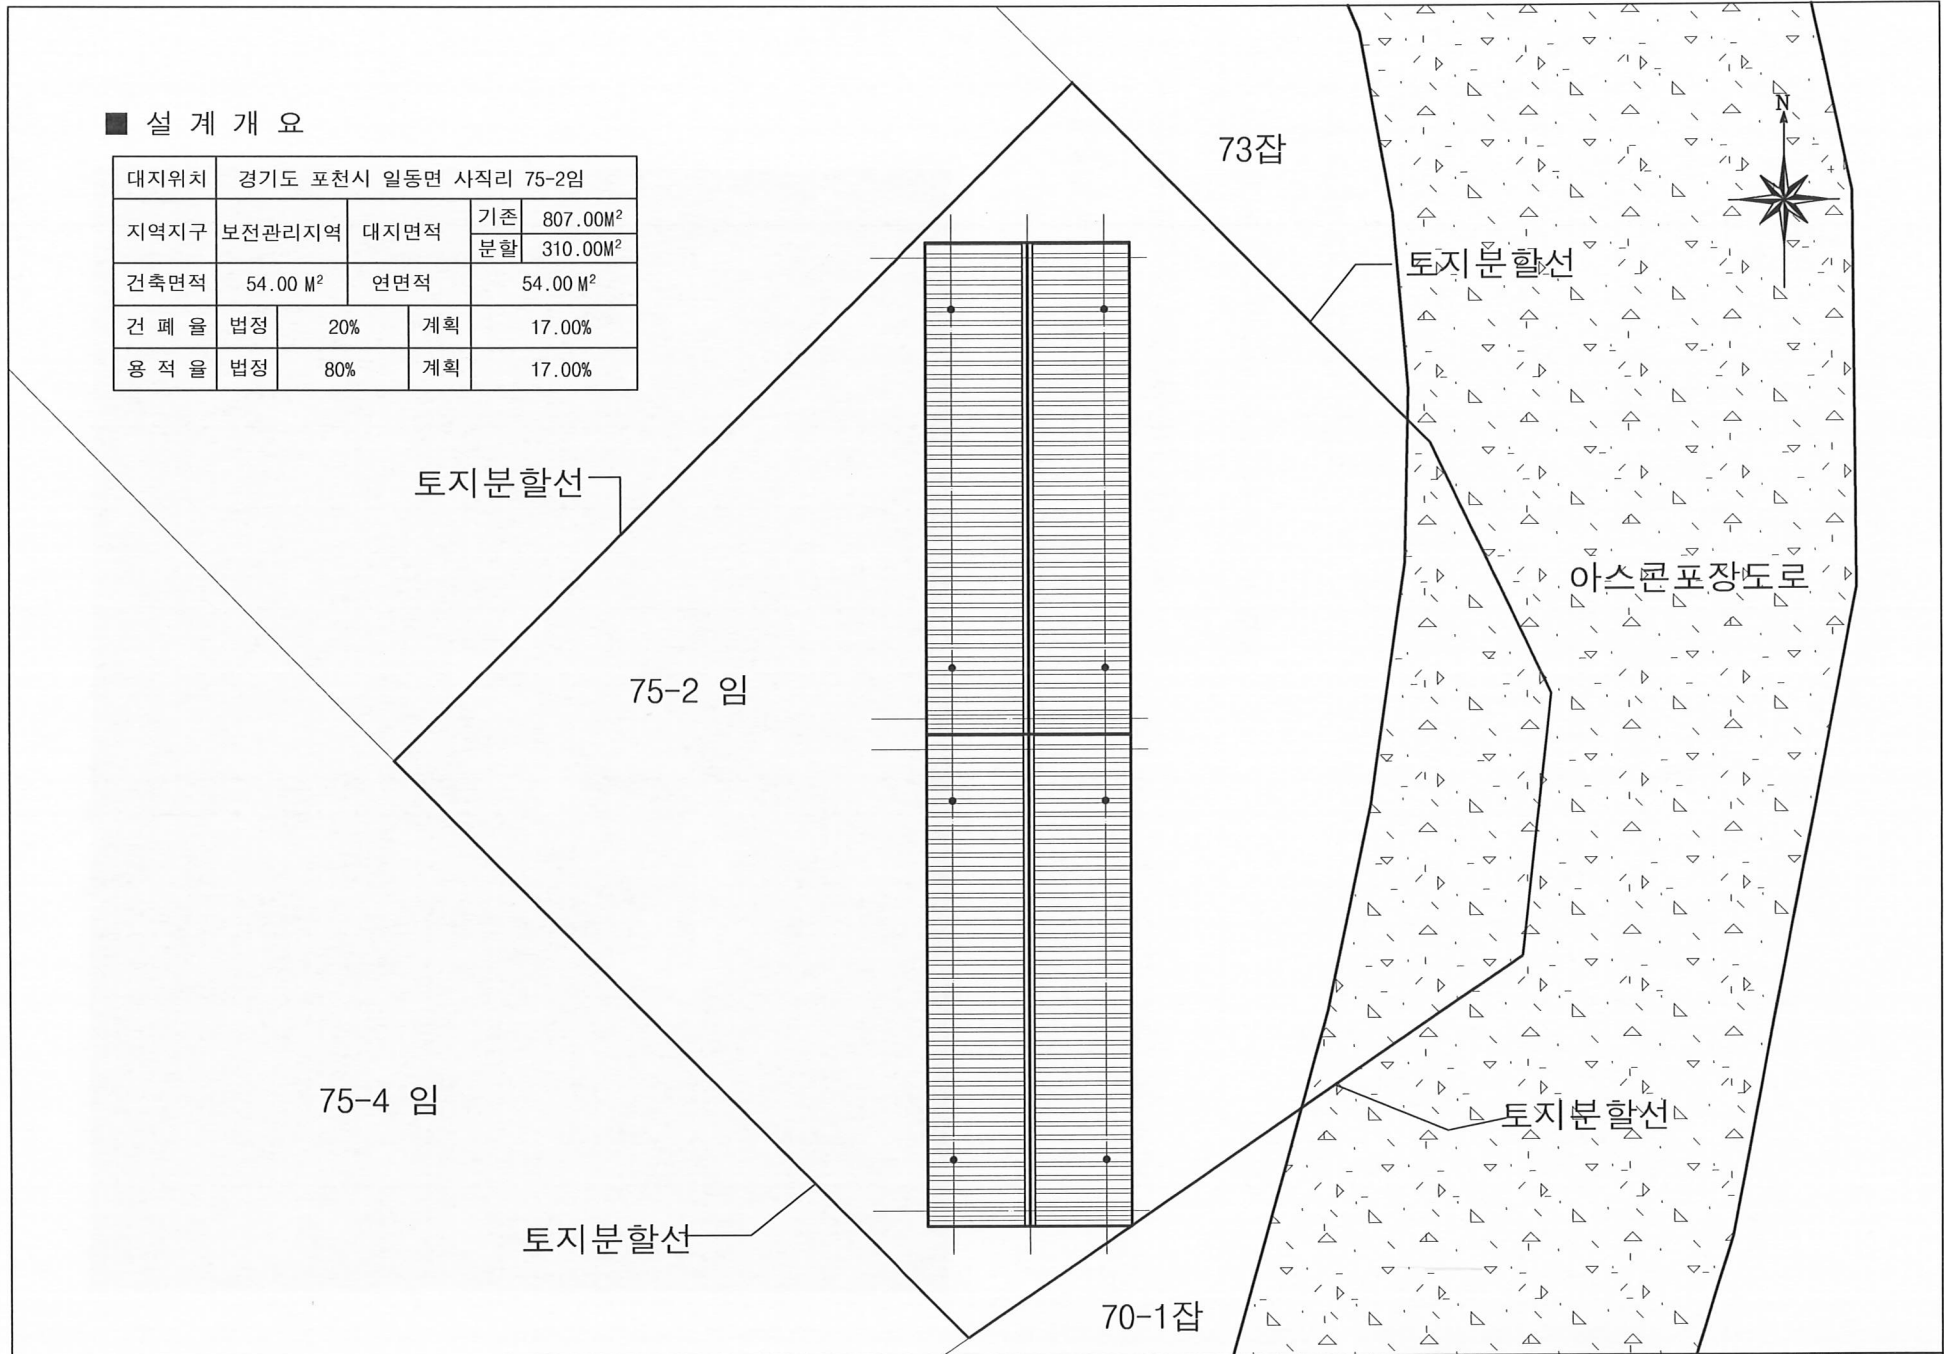 ■ 설 계 개 요
대지위치 경기도 포천시 일동면 사직리 75-2임
지역지구 보전관리지역 대지면적 기존 807.00M²
분할 310.00M²
건축면적 54.00 M² 연면적 54.00 M²
건 폐 율 법정 20% 계획 17.00%
용 적 율 법정 80% 계획 17.00%
N
73잡
토지분할선
토지분할선
아스콘포장도로
75-2 임
75-4 임
토지분할선
토지분할선
70-1잡